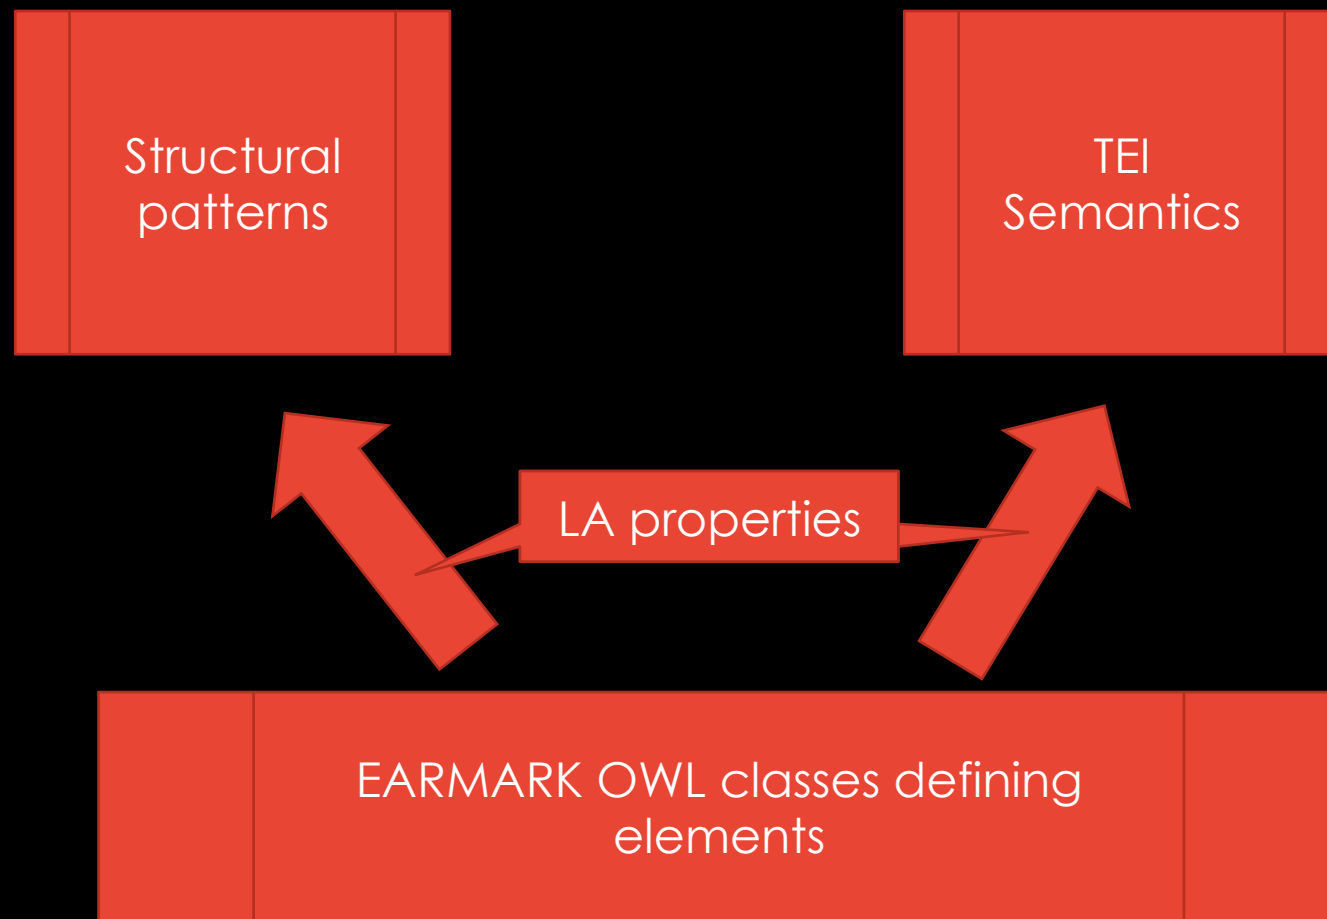 Structural
patterns
TEI
Semantics
LA properties
EARMARK OWL classes defining
elements